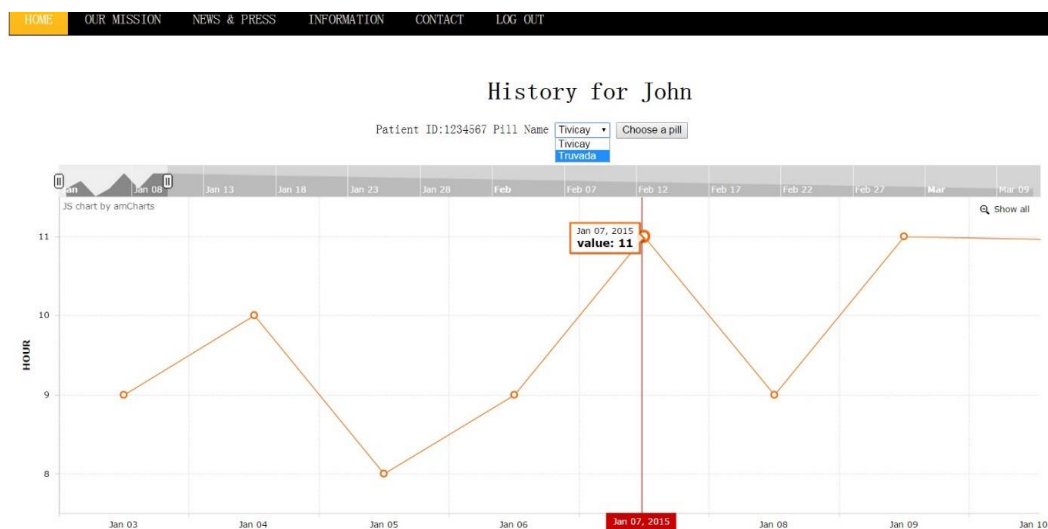 HOME OUR MISSION NEWS & PRESS INFORMATION CONTACT LOG OUT
History for John
Patient ID:1234567 Pill Name Tivicay Choose a pill
Tivicay
Truvada
Jan 08 Jan 13 Jan 18 Jan 23 Jan 28 Feb Feb 07 Feb 12 Feb 17 Feb 22 Feb 27 Mar Mar 09
JS chart by amCharts
Show all
Jan 07, 2015
value: 11
11
10
9
8
HOUR
Jan 03 Jan 04 Jan 05 Jan 06 Jan 07, 2015 Jan 08 Jan 09 Jan 10